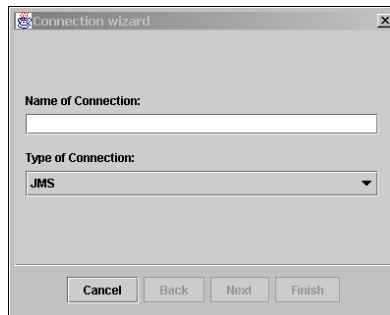 Connection wizard
Name of Connection:
Type of Connection:
JMS
Cancel Back Next Finish